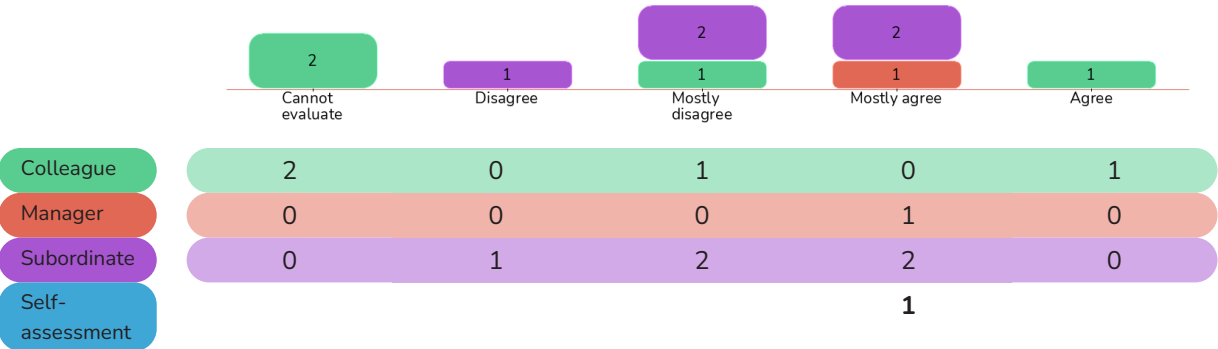 2 2
2 1 1 1 1
Cannot evaluate Disagree Mostly disagree Mostly agree Agree
Colleague 2 0 1 0 1
Manager 0 0 0 1 0
Subordinate 0 1 2 2 0
Self-
assessment 1